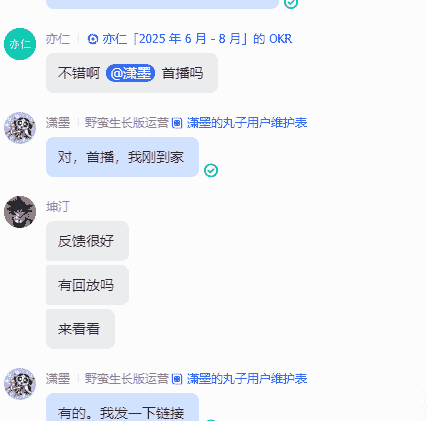 亦仁
亦仁 亦仁「2025 年 6 月 - 8 月」的 OKR
不错啊 @潇墨 首播吗
潇墨 野蛮生长版运营 潇墨的丸子用户维护表
对，首播，我刚到家
坤汀
反馈很好
有回放吗
来看看
潇墨 野蛮生长版运营 潇墨的丸子用户维护表
有的。我发一下链接